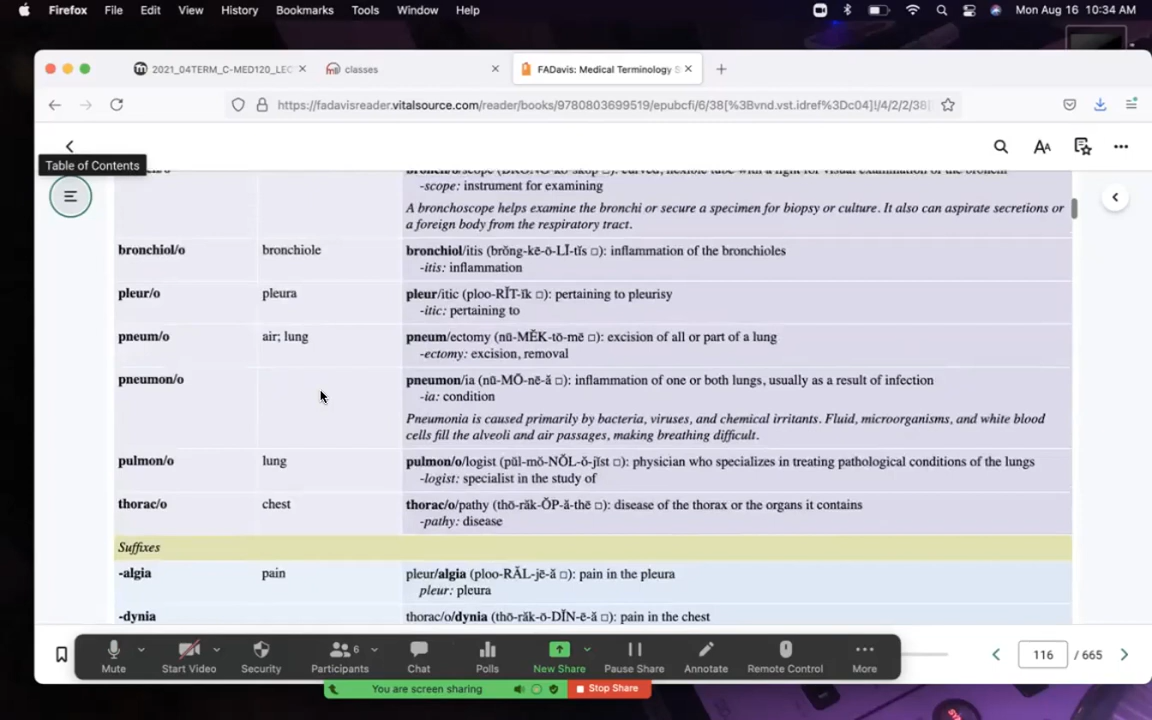 Firefox File Edit View History Bookmarks Tools Window Help Mon Aug 16 10:34 AM
2021_04TERM_C-MED120_LEC classes FADavis: Medical Terminology S
https://fadavisreader.vitalsource.com/reader/books/9780803699519/epubcfi/6/38[%3Bvnd.vst.idref%3Dc04]!/4/2/2/38
AA
Table of Contents
-scope: instrument for examining
A bronchoscope helps examine the bronchi or secure a specimen for biopsy or culture. It also can aspirate secretions or
a foreign body from the respiratory tract.
bronchiol/o bronchiole bronchiol/itis (brŏng-kē-ō-LĪ-tĭs □): inflammation of the bronchioles
-itis: inflammation
pleur/o pleura pleur/itic (ploo-RĬT-ĭk □): pertaining to pleurisy
-itic: pertaining to
pneum/o air; lung pneum/ectomy (nū-MĔK-tō-mē □): excision of all or part of a lung
-ectomy: excision, removal
pneumon/o pneumon/ia (nū-MŌ-nē-ă □): inflammation of one or both lungs, usually as a result of infection
-ia: condition
Pneumonia is caused primarily by bacteria, viruses, and chemical irritants. Fluid, microorganisms, and white blood
cells fill the alveoli and air passages, making breathing difficult.
pulmon/o lung pulmon/o/logist (pŭl-mŏ-NŎL-ŏ-jĭst □): physician who specializes in treating pathological conditions of the lungs
-logist: specialist in the study of
thorac/o chest thorac/o/pathy (thō-răk-ŎP-ă-thē □): disease of the thorax or the organs it contains
-pathy: disease
Suffixes
-algia pain pleur/algia (ploo-RĂL-jē-ă □): pain in the pleura
pleur: pleura
-dynia thorac/o/dynia (thō-răk-ō-DĬN-ē-ă □): pain in the chest
Mute Start Video Security Participants 6 Chat Polls New Share Pause Share Annotate Remote Control More
116 / 665
You are screen sharing Stop Share